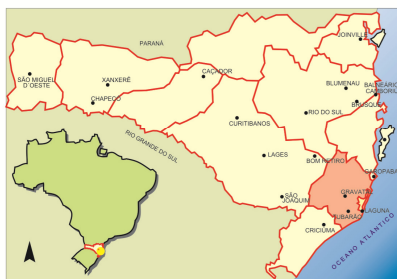 PARANÁ
JOINVILLE
SÃO MIGUEL
D'OESTE
XANXERÊ
CAÇADOR
CHAPECÓ
BLUMENAU
BALNEÁRIO
CAMBORIÚ
BRUSQUE
RIO DO SUL
CURITIBANOS
RIO GRANDE DO SUL
LAGES
BOM RETIRO
GAROPABA
SÃO
JOAQUIM
GRAVATAL
TUBARÃO
LAGUNA
CRICIÚMA
OCEANO ATLÂNTICO